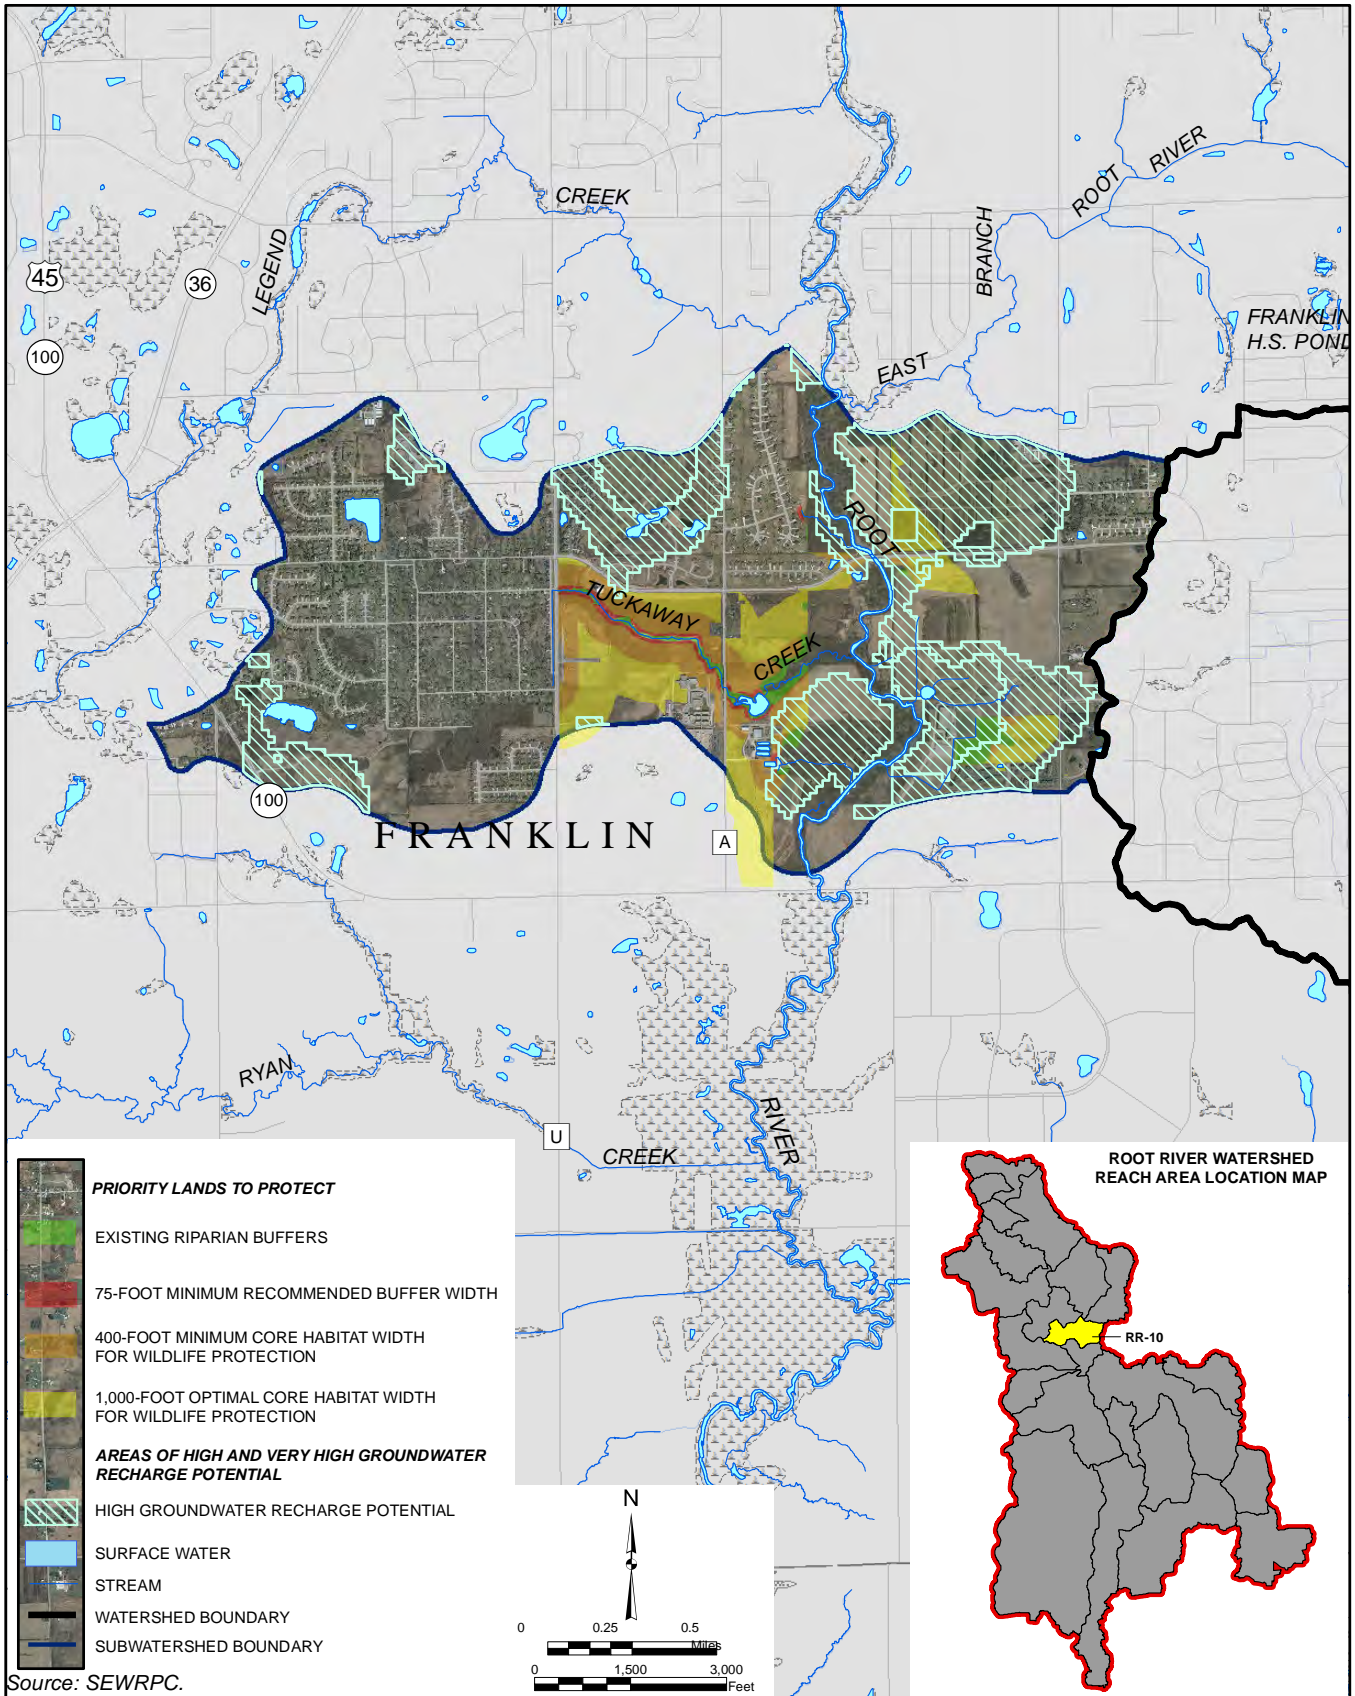 CREEK
ROOT
RIVER
BRANCH
LEGEND
45
36
100
FRANKLIN
H.S. POND
EAST
ROOT
TUCKAWAY
CREEK
100
FRANKLIN
A
RYAN
RIVER
U
CREEK
PRIORITY LANDS TO PROTECT
EXISTING RIPARIAN BUFFERS
75-FOOT MINIMUM RECOMMENDED BUFFER WIDTH
400-FOOT MINIMUM CORE HABITAT WIDTH
FOR WILDLIFE PROTECTION
1,000-FOOT OPTIMAL CORE HABITAT WIDTH
FOR WILDLIFE PROTECTION
AREAS OF HIGH AND VERY HIGH GROUNDWATER
RECHARGE POTENTIAL
HIGH GROUNDWATER RECHARGE POTENTIAL
SURFACE WATER
STREAM
WATERSHED BOUNDARY
SUBWATERSHED BOUNDARY
Source: SEWRPC.
N
0 0.25 0.5
Miles
0 1,500 3,000
Feet
ROOT RIVER WATERSHED
REACH AREA LOCATION MAP
RR-10